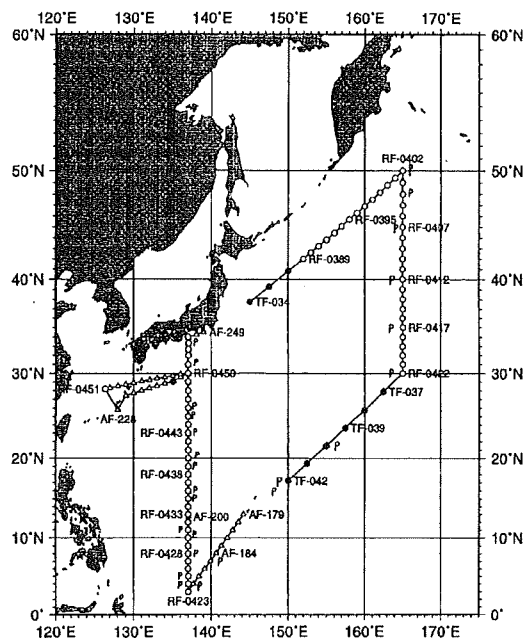 120°E 130°E 140°E 150°E 160°E 170°E
60°N 60°N
RF-0402
P
50°N 50°N
P
RF-0395
RF-0407
P
RF-0389
40°N RF-0412 40°N
P
TF-034
AF-249
P RF-0417
P
30°N RF-0450 RF-0422 30°N
RF-0451
TF-037
AF-228
P
RF-0443 TF-039
P
P
20°N 20°N
P
RF-0438 P TF-042
P
P
RF-0433 AF-200 AF-179
P
10°N 10°N
RF-0428 P AF-184
P
P P
RF-0423
0° 0°
120°E 130°E 140°E 150°E 160°E 170°E